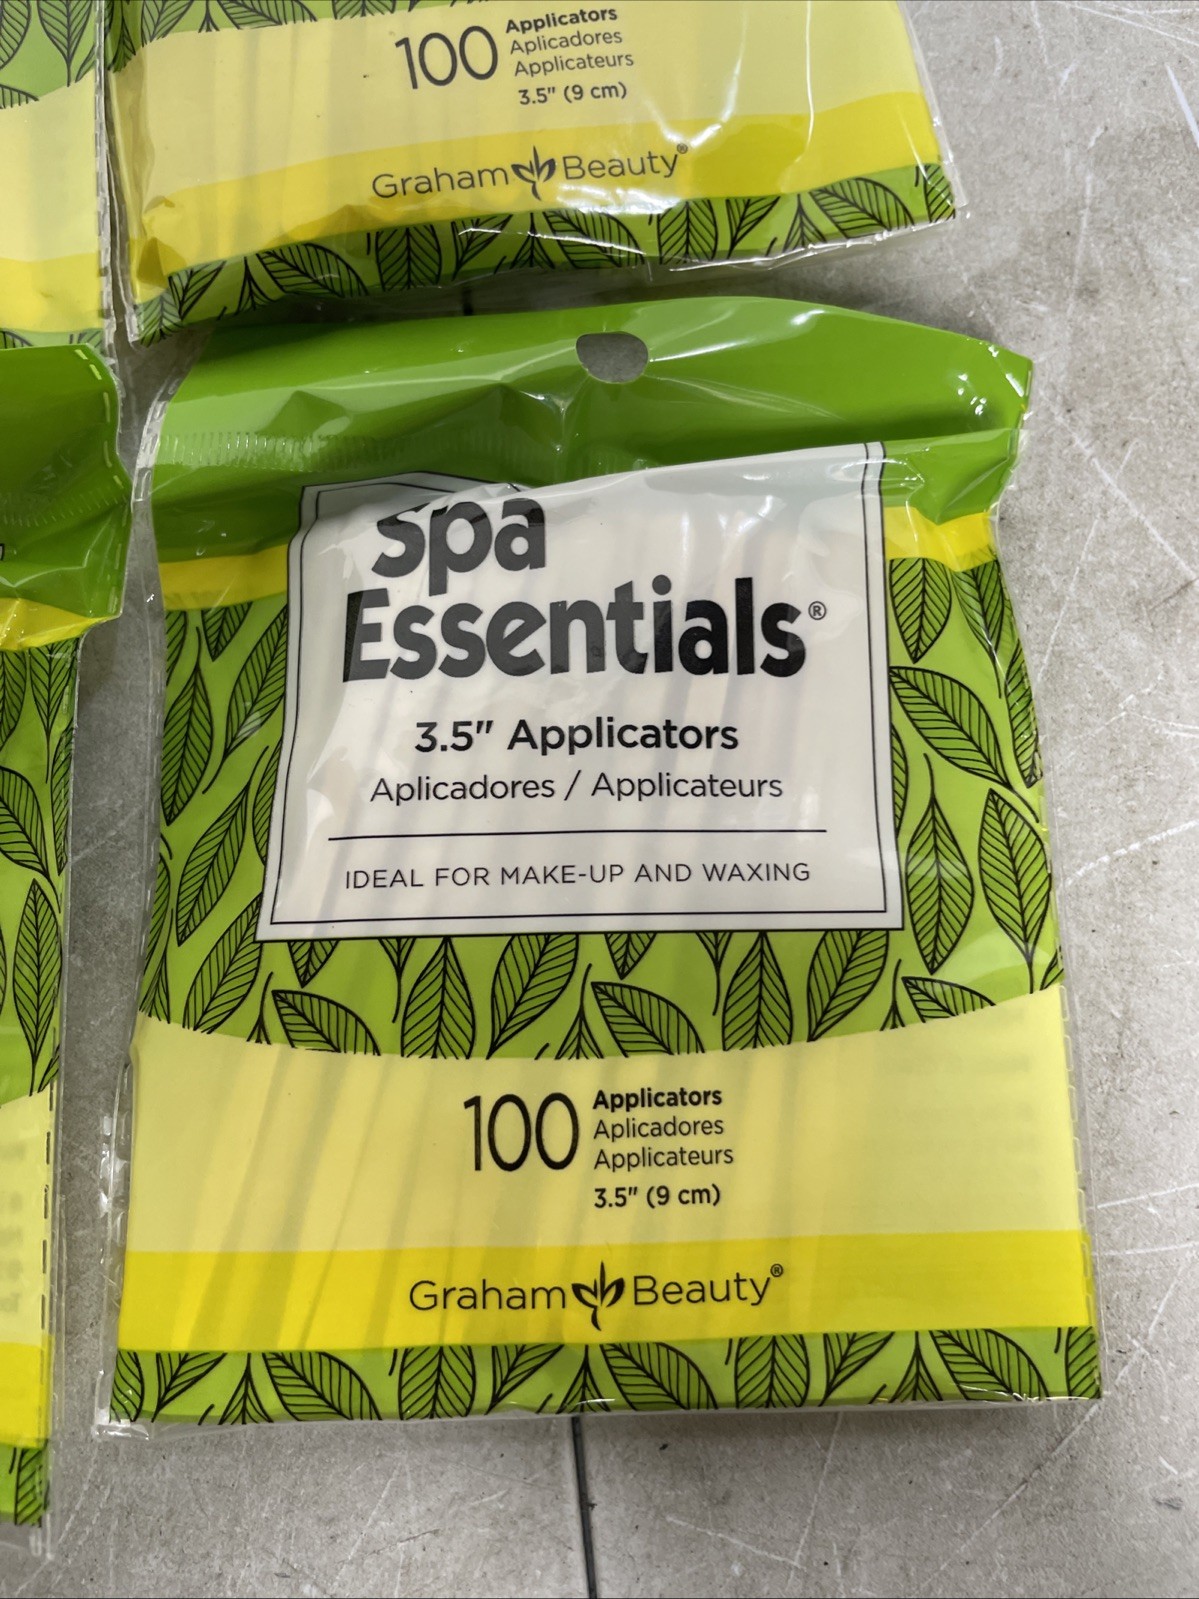 100 Applicators
Aplicadores
Applicateurs
3.5" (9 cm)
Graham Beauty®
Spa
Essentials®
3.5" Applicators
Aplicadores / Applicateurs
IDEAL FOR MAKE-UP AND WAXING
100 Applicators
Aplicadores
Applicateurs
3.5" (9 cm)
Graham Beauty®